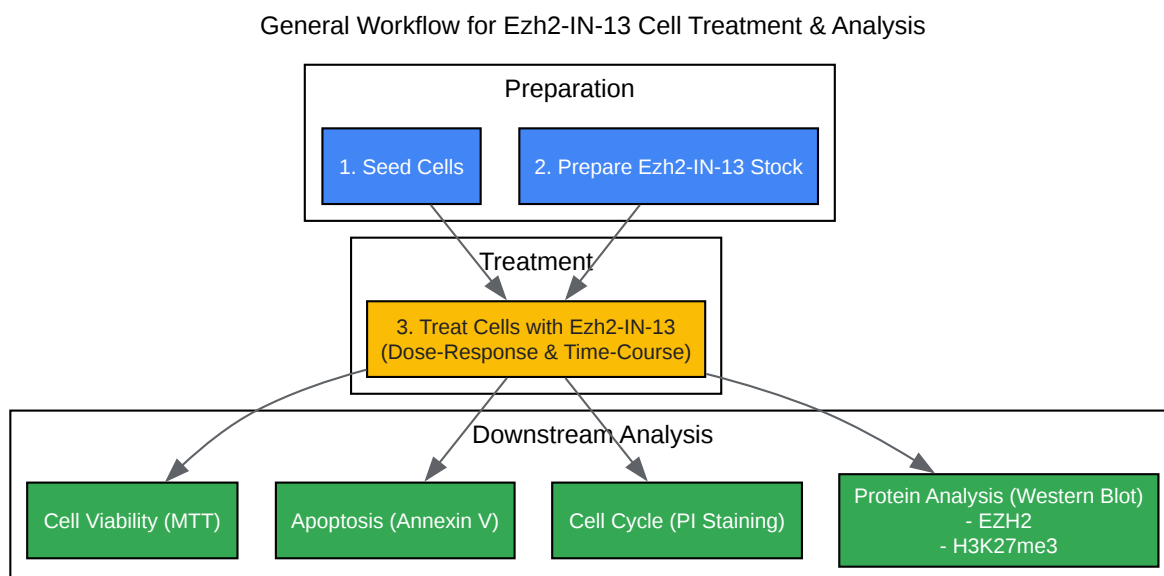 General Workflow for Ezh2-IN-13 Cell Treatment & Analysis
Preparation
1. Seed Cells
2. Prepare Ezh2-IN-13 Stock
Treatment
3. Treat Cells with Ezh2-IN-13
(Dose-Response & Time-Course)
Downstream Analysis
Cell Viability (MTT)
Apoptosis (Annexin V)
Cell Cycle (PI Staining)
Protein Analysis (Western Blot)
- EZH2
- H3K27me3